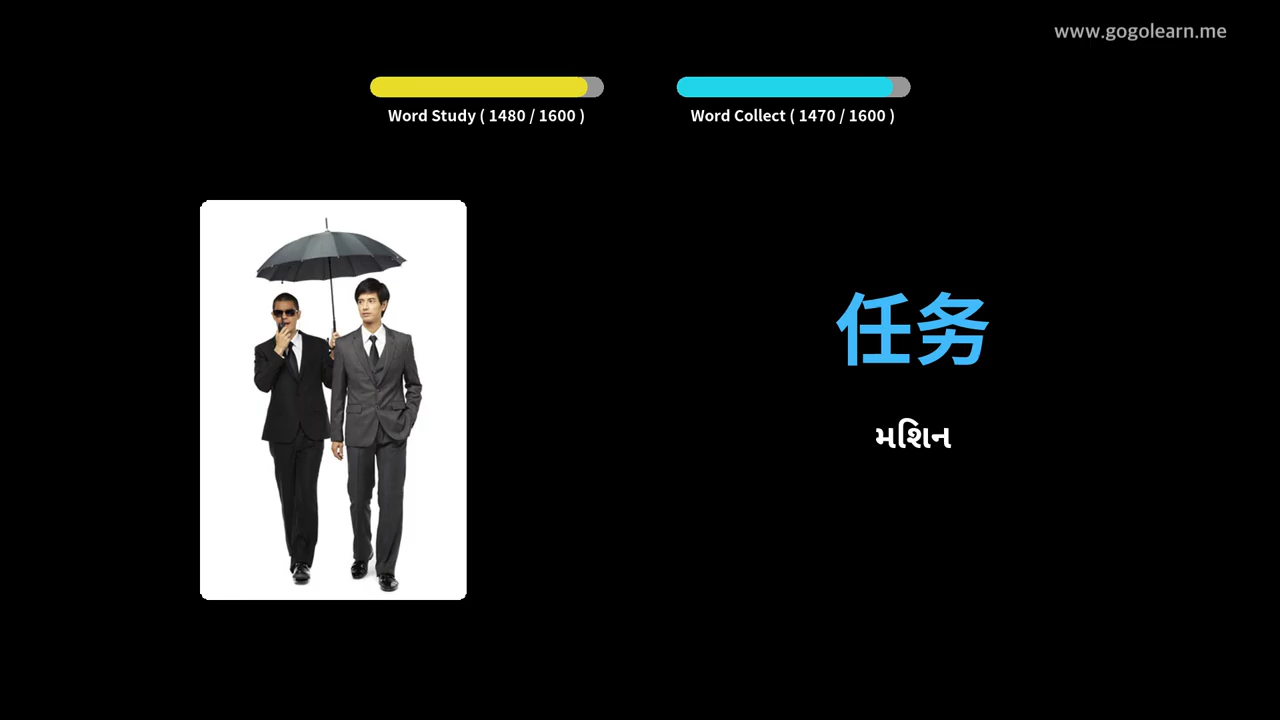 www.gogolearn.me
Word Study ( 1480 / 1600 )
Word Collect ( 1470 / 1600 )
任务
મશિન